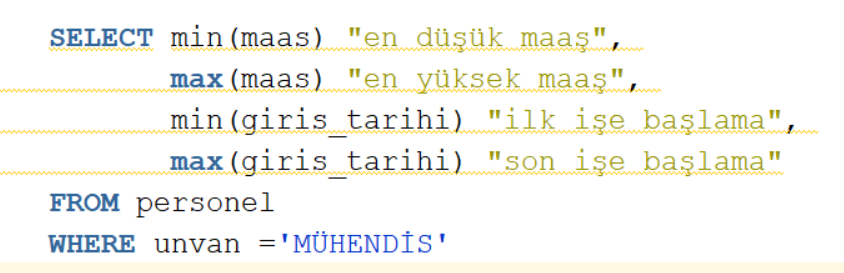 SELECT min(maas) "en düşük maaş",
max(maas) "en yüksek maaş",
min(giris_tarihi) "ilk işe başlama",
max(giris_tarihi) "son işe başlama"
FROM personel
WHERE unvan ='MÜHENDİS'